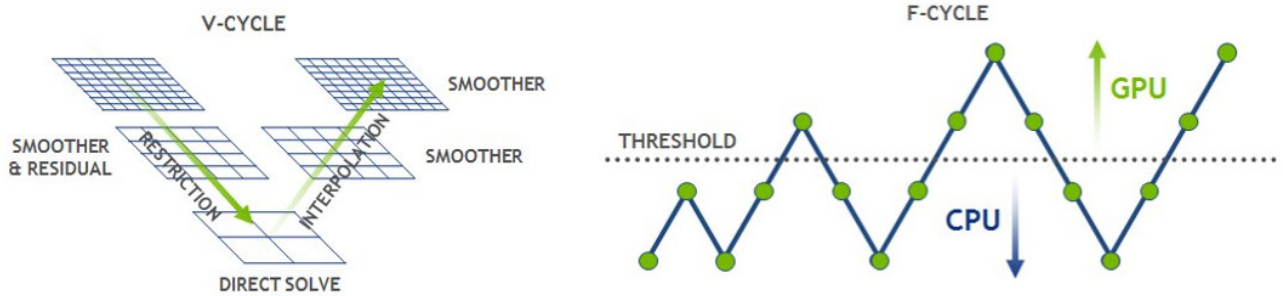 V-CYCLE
SMOOTHER
SMOOTHER
& RESIDUAL
RESTRICTION
INTERPOLATION
SMOOTHER
DIRECT SOLVE
F-CYCLE
GPU
THRESHOLD
CPU